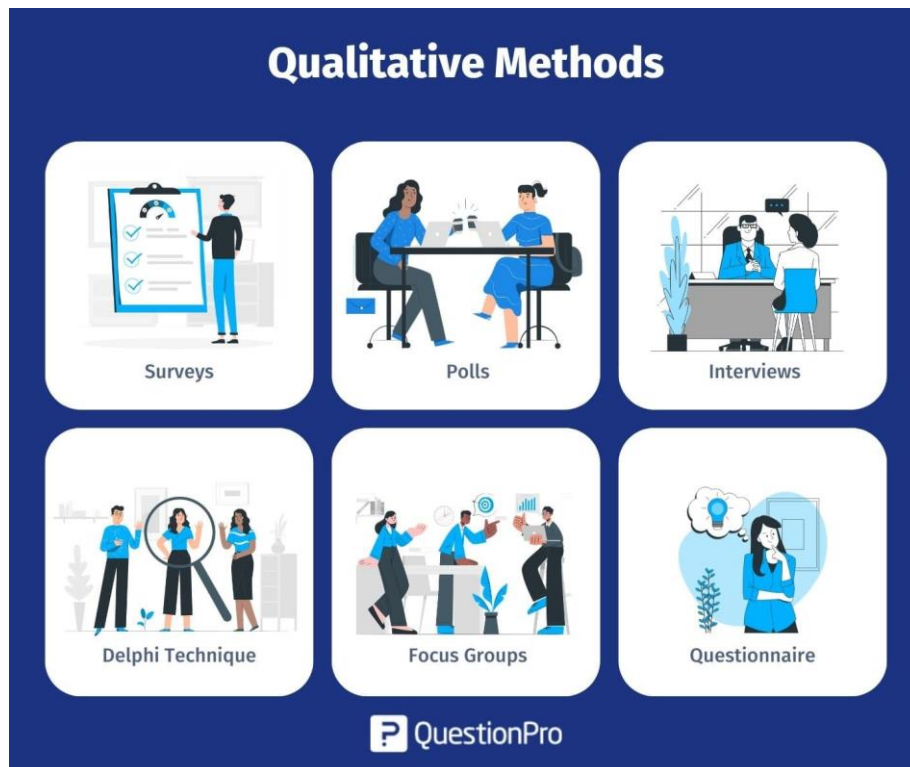 Qualitative Methods
Surveys
Polls
Interviews
Delphi Technique
Focus Groups
Questionnaire
QuestionPro